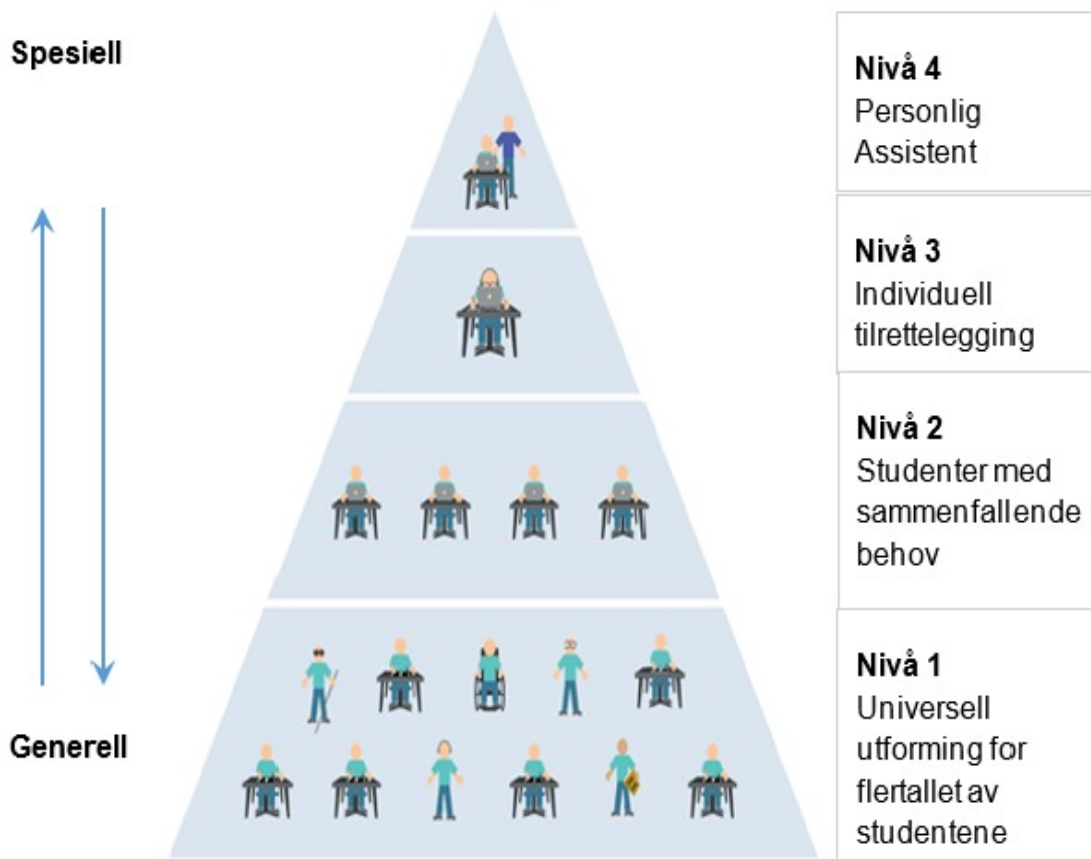 Spesiell
Nivå 4
Personlig
Assistent
Nivå 3
Individuell
tilrettelegging
Nivå 2
Studenter med
sammenfallende
behov
Generell
Nivå 1
Universell
utforming for
flertallet av
studentene